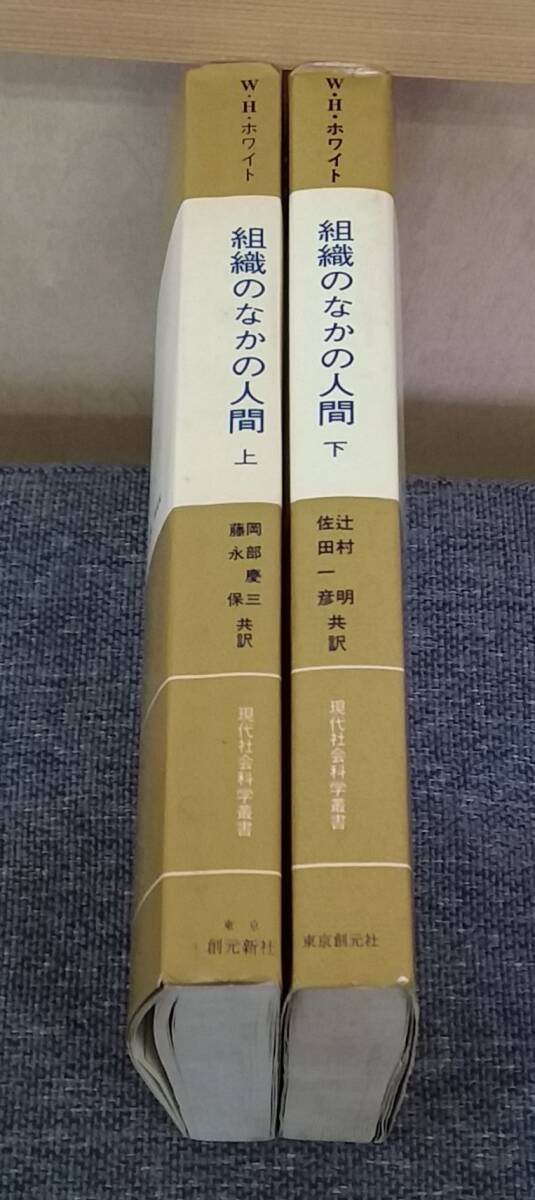 W・H・ホワイト
組織のなかの人間 上
岡部慶三
藤永 保
共訳
現代社会科学叢書
東京
創元新社
W・H・ホワイト
組織のなかの人間 下
辻村 明
佐田一彦
共訳
現代社会科学叢書
東京創元社